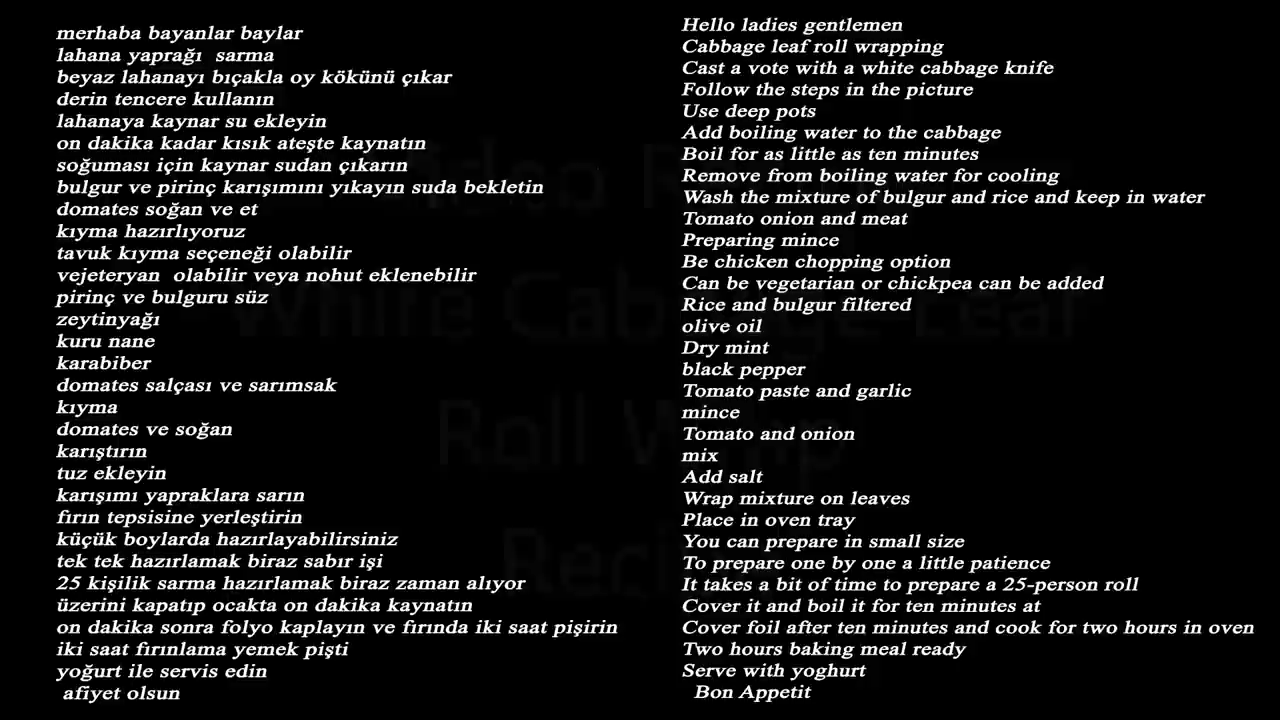 merhaba bayanlar baylar
lahana yaprağı sarma
beyaz lahanayı bıçakla oy kökünü çıkar
derin tencere kullanın
lahanaya kaynar su ekleyin
on dakika kadar kısık ateşte kaynatın
soğuması için kaynar sudan çıkarın
bulgur ve pirinç karışımını yıkayın suda bekletin
domates soğan ve et
kıyma hazırlıyoruz
tavuk kıyma seçeneği olabilir
vejeteryan olabilir veya nohut eklenebilir
pirinç ve bulguru süz
zeytinyağı
kuru nane
karabiber
domates salçası ve sarımsak
kıyma
domates ve soğan
karıştırın
tuz ekleyin
karışımı yapraklara sarın
fırın tepsisine yerleştirin
küçük boylarda hazırlayabilirsiniz
tek tek hazırlamak biraz sabır işi
25 kişilik sarma hazırlamak biraz zaman alıyor
üzerini kapatıp ocakta on dakika kaynatın
on dakika sonra folyo kaplayın ve fırında iki saat pişirin
iki saat fırınlama yemek pişti
yoğurt ile servis edin
afiyet olsun
Hello ladies gentlemen
Cabbage leaf roll wrapping
Cast a vote with a white cabbage knife
Follow the steps in the picture
Use deep pots
Add boiling water to the cabbage
Boil for as little as ten minutes
Remove from boiling water for cooling
Wash the mixture of bulgur and rice and keep in water
Tomato onion and meat
Preparing mince
Be chicken chopping option
Can be vegetarian or chickpea can be added
Rice and bulgur filtered
olive oil
Dry mint
black pepper
Tomato paste and garlic
mince
Tomato and onion
mix
Add salt
Wrap mixture on leaves
Place in oven tray
You can prepare in small size
To prepare one by one a little patience
It takes a bit of time to prepare a 25-person roll
Cover it and boil it for ten minutes at
Cover foil after ten minutes and cook for two hours in oven
Two hours baking meal ready
Serve with yoghurt
Bon Appetit
White Cabbage Leaf
Roll